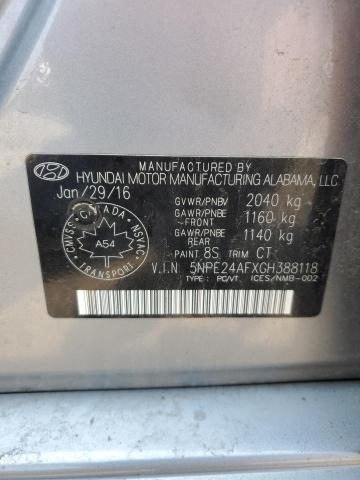 MANUFACTURED BY
HYUNDAI MOTOR MANUFACTURING ALABAMA, LLC
Jan/29/16
GVWR/PNBV 2040 kg
GAWR/PNBE FRONT 1160 kg
GAWR/PNBE REAR 1140 kg
CANADA
CMVSS NSVAC
A54
PAINT 8S TRIM CT
V.I.N. 5NPE24AFXGH388118
TYPE: PC/VT ICES/NMB-002